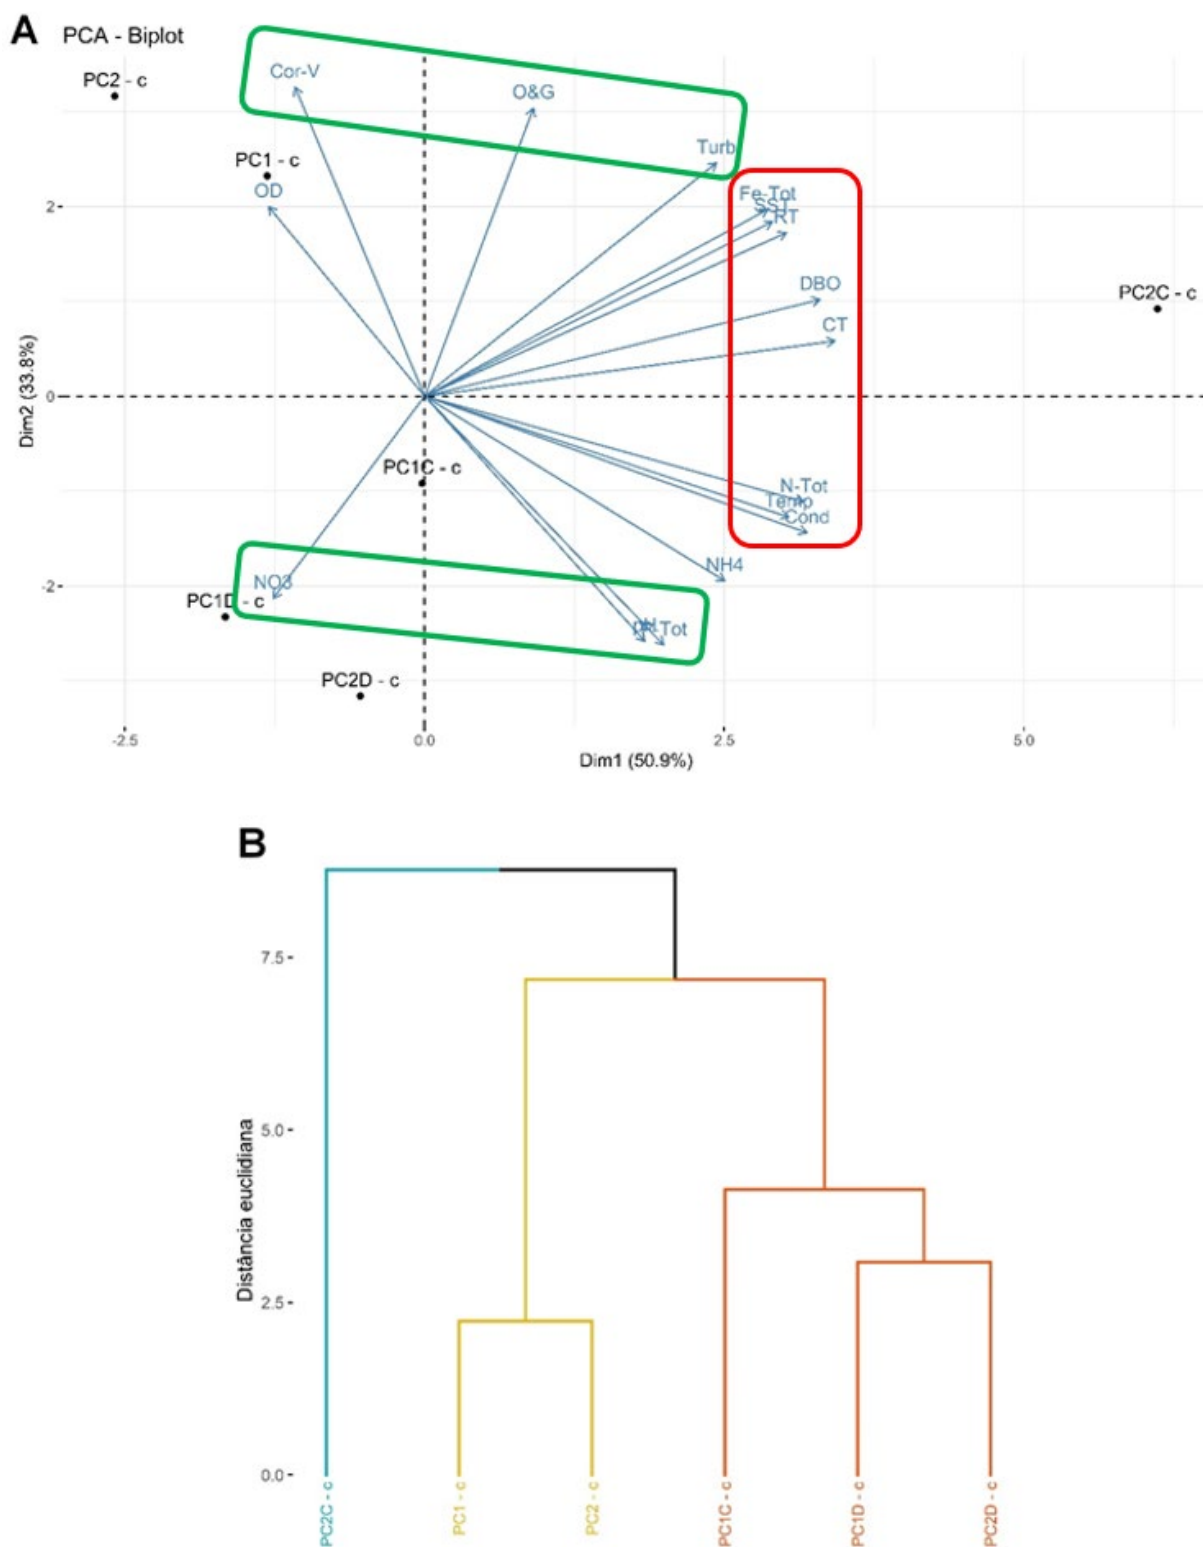 A PCA - Biplot
Cor-V
PC2 - c
O&G
Turb
PC1 - c
OD
Fe-Tot
SST
RT
2
DBO
PC2C - c
CT
Dim2 (33.8%)
0
PC1C - c
N-Tot
Temp
Cond
NH4
-2
NO3
PC1D - c
pH
Tot
PC2D - c
-2.5 0.0 2.5 5.0
Dim1 (50.9%)
B
7.5
5.0
Distância euclidiana
2.5
0.0
PC2C - c
PC1 - c
PC2 - c
PC1C - c
PC1D - c
PC2D - c